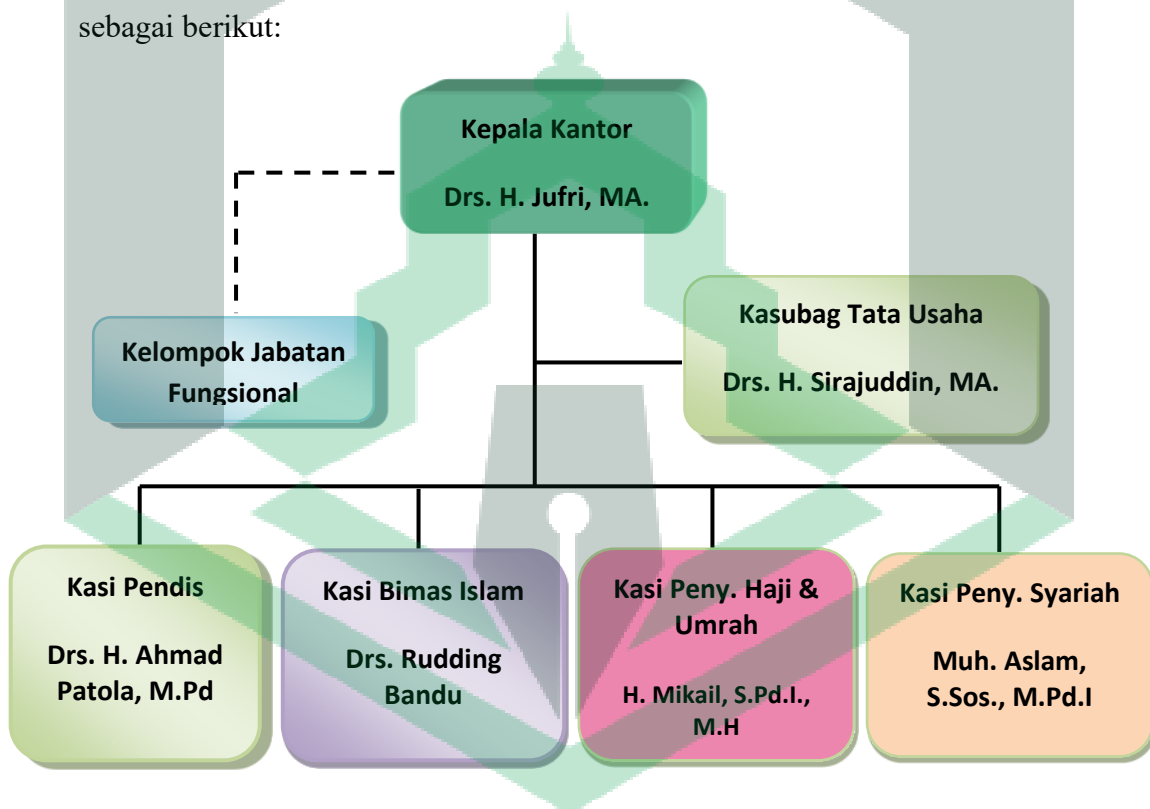 sebagai berikut:
Kepala Kantor
Drs. H. Jufri, MA.
Kasubag Tata Usaha
Drs. H. Sirajuddin, MA.
Kelompok Jabatan
Fungsional
Kasi Pendis
Drs. H. Ahmad
Patola, M.Pd
Kasi Bimas Islam
Drs. Rudding
Bandu
Kasi Peny. Haji &
Umrah
H. Mikail, S.Pd.I.,
M.H
Kasi Peny. Syariah
Muh. Aslam,
S.Sos., M.Pd.I